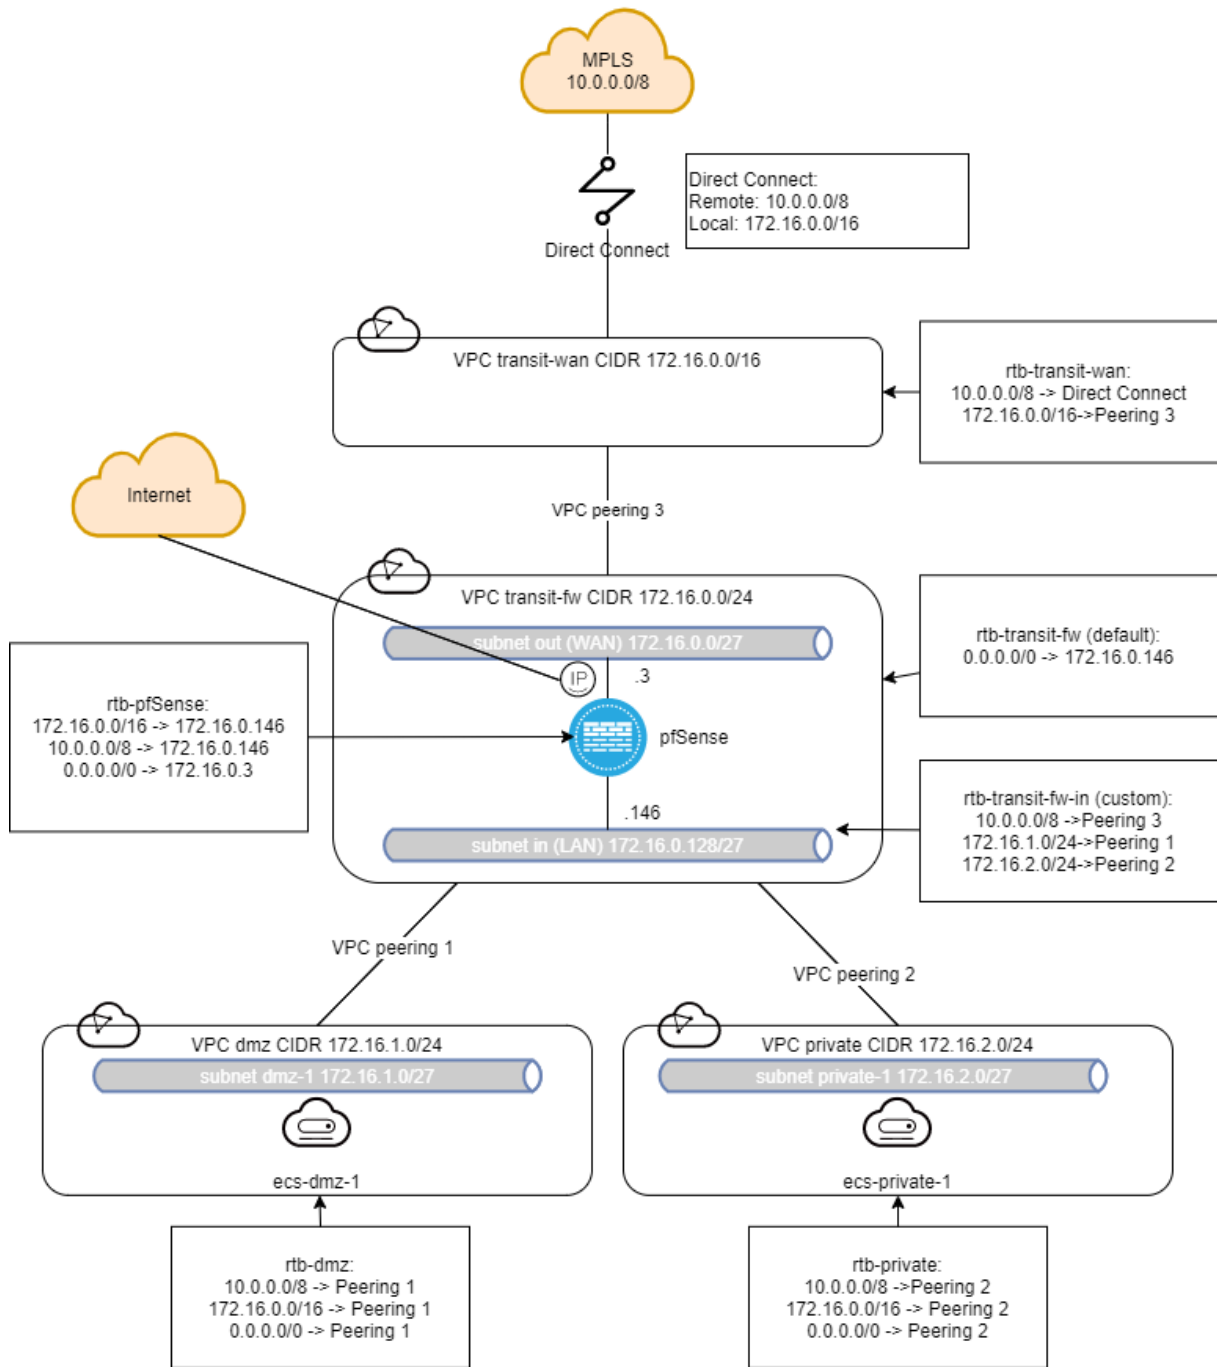 MPLS
10.0.0.0/8
Direct Connect:
Remote: 10.0.0.0/8
Local: 172.16.0.0/16
Direct Connect
VPC transit-wan CIDR 172.16.0.0/16
rtb-transit-wan:
10.0.0.0/8 -> Direct Connect
172.16.0.0/16->Peering 3
Internet
VPC peering 3
VPC transit-fw CIDR 172.16.0.0/24
subnet out (WAN) 172.16.0.0/27
rtb-transit-fw (default):
0.0.0.0/0 -> 172.16.0.146
IP
.3
rtb-pfSense:
172.16.0.0/16 -> 172.16.0.146
10.0.0.0/8 -> 172.16.0.146
0.0.0.0/0 -> 172.16.0.3
pfSense
.146
subnet in (LAN) 172.16.0.128/27
rtb-transit-fw-in (custom):
10.0.0.0/8 ->Peering 3
172.16.1.0/24->Peering 1
172.16.2.0/24->Peering 2
VPC peering 1
VPC peering 2
VPC dmz CIDR 172.16.1.0/24
subnet dmz-1 172.16.1.0/27
ecs-dmz-1
VPC private CIDR 172.16.2.0/24
subnet private-1 172.16.2.0/27
ecs-private-1
rtb-dmz:
10.0.0.0/8 -> Peering 1
172.16.0.0/16 -> Peering 1
0.0.0.0/0 -> Peering 1
rtb-private:
10.0.0.0/8 ->Peering 2
172.16.0.0/16 -> Peering 2
0.0.0.0/0 -> Peering 2